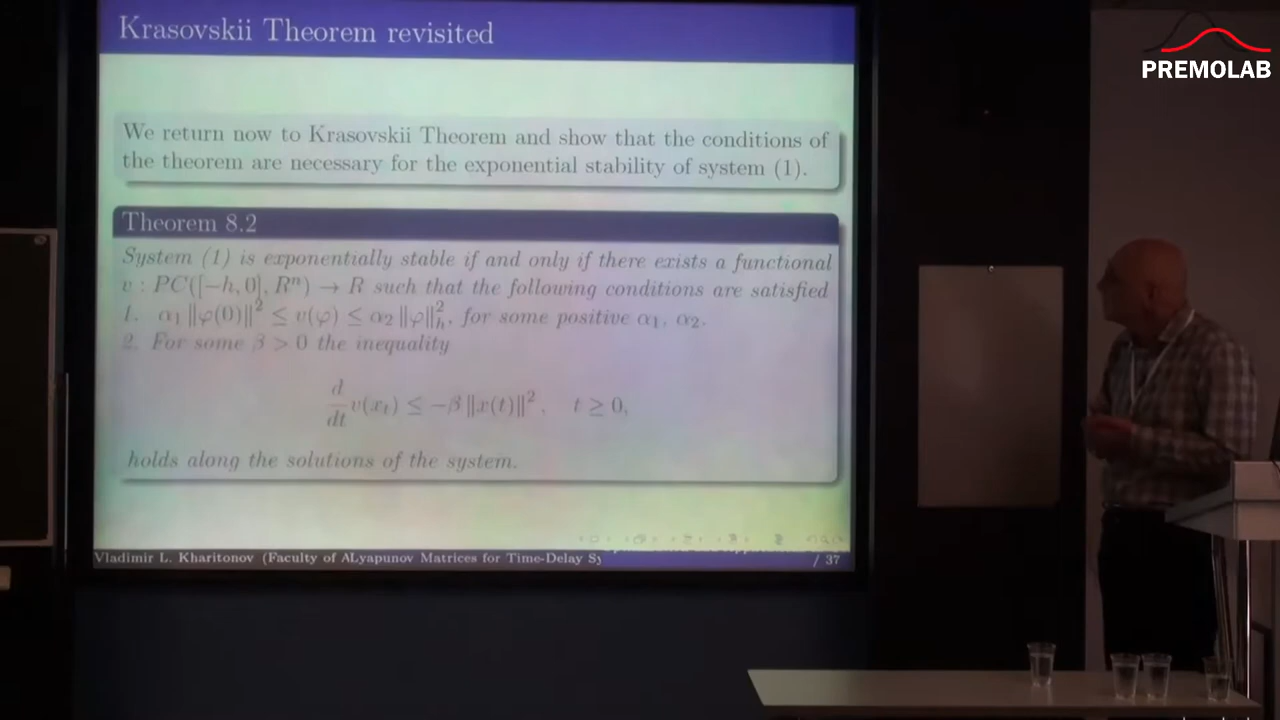 Krasovskii Theorem revisited
PREMOLAB
We return now to Krasovskii Theorem and show that the conditions of
the theorem are necessary for the exponential stability of system (1).
Theorem 8.2
System (1) is exponentially stable if and only if there exists a functional
v : PC([−h, 0], Rⁿ) → R such that the following conditions are satisfied
1. α₁ ‖φ(0)‖² ≤ v(φ) ≤ α₂ ‖φ‖²ₕ, for some positive α₁, α₂.
2. For some β > 0 the inequality
d/dt v(xₜ) ≤ −β ‖x(t)‖² , t ≥ 0,
holds along the solutions of the system.
Vladimir L. Kharitonov (Faculty of ALyapunov Matrices for Time-Delay Sy
/ 37